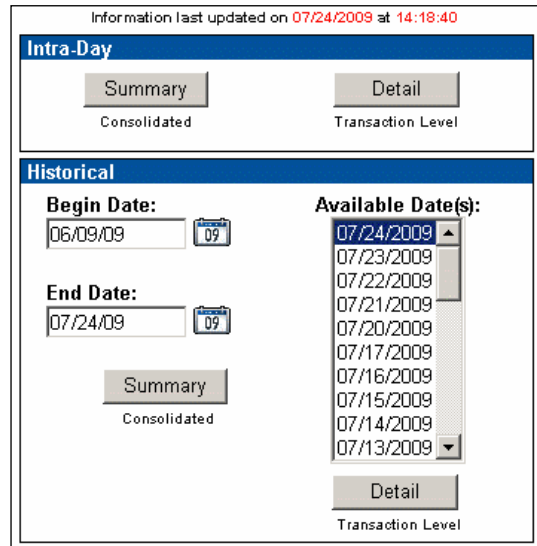 Information last updated on 07/24/2009 at 14:18:40
Intra-Day
Summary
Consolidated
Detail
Transaction Level
Historical
Begin Date:
06/09/09
09
End Date:
07/24/09
09
Summary
Consolidated
Available Date(s):
07/24/2009
07/23/2009
07/22/2009
07/21/2009
07/20/2009
07/17/2009
07/16/2009
07/15/2009
07/14/2009
07/13/2009
Detail
Transaction Level